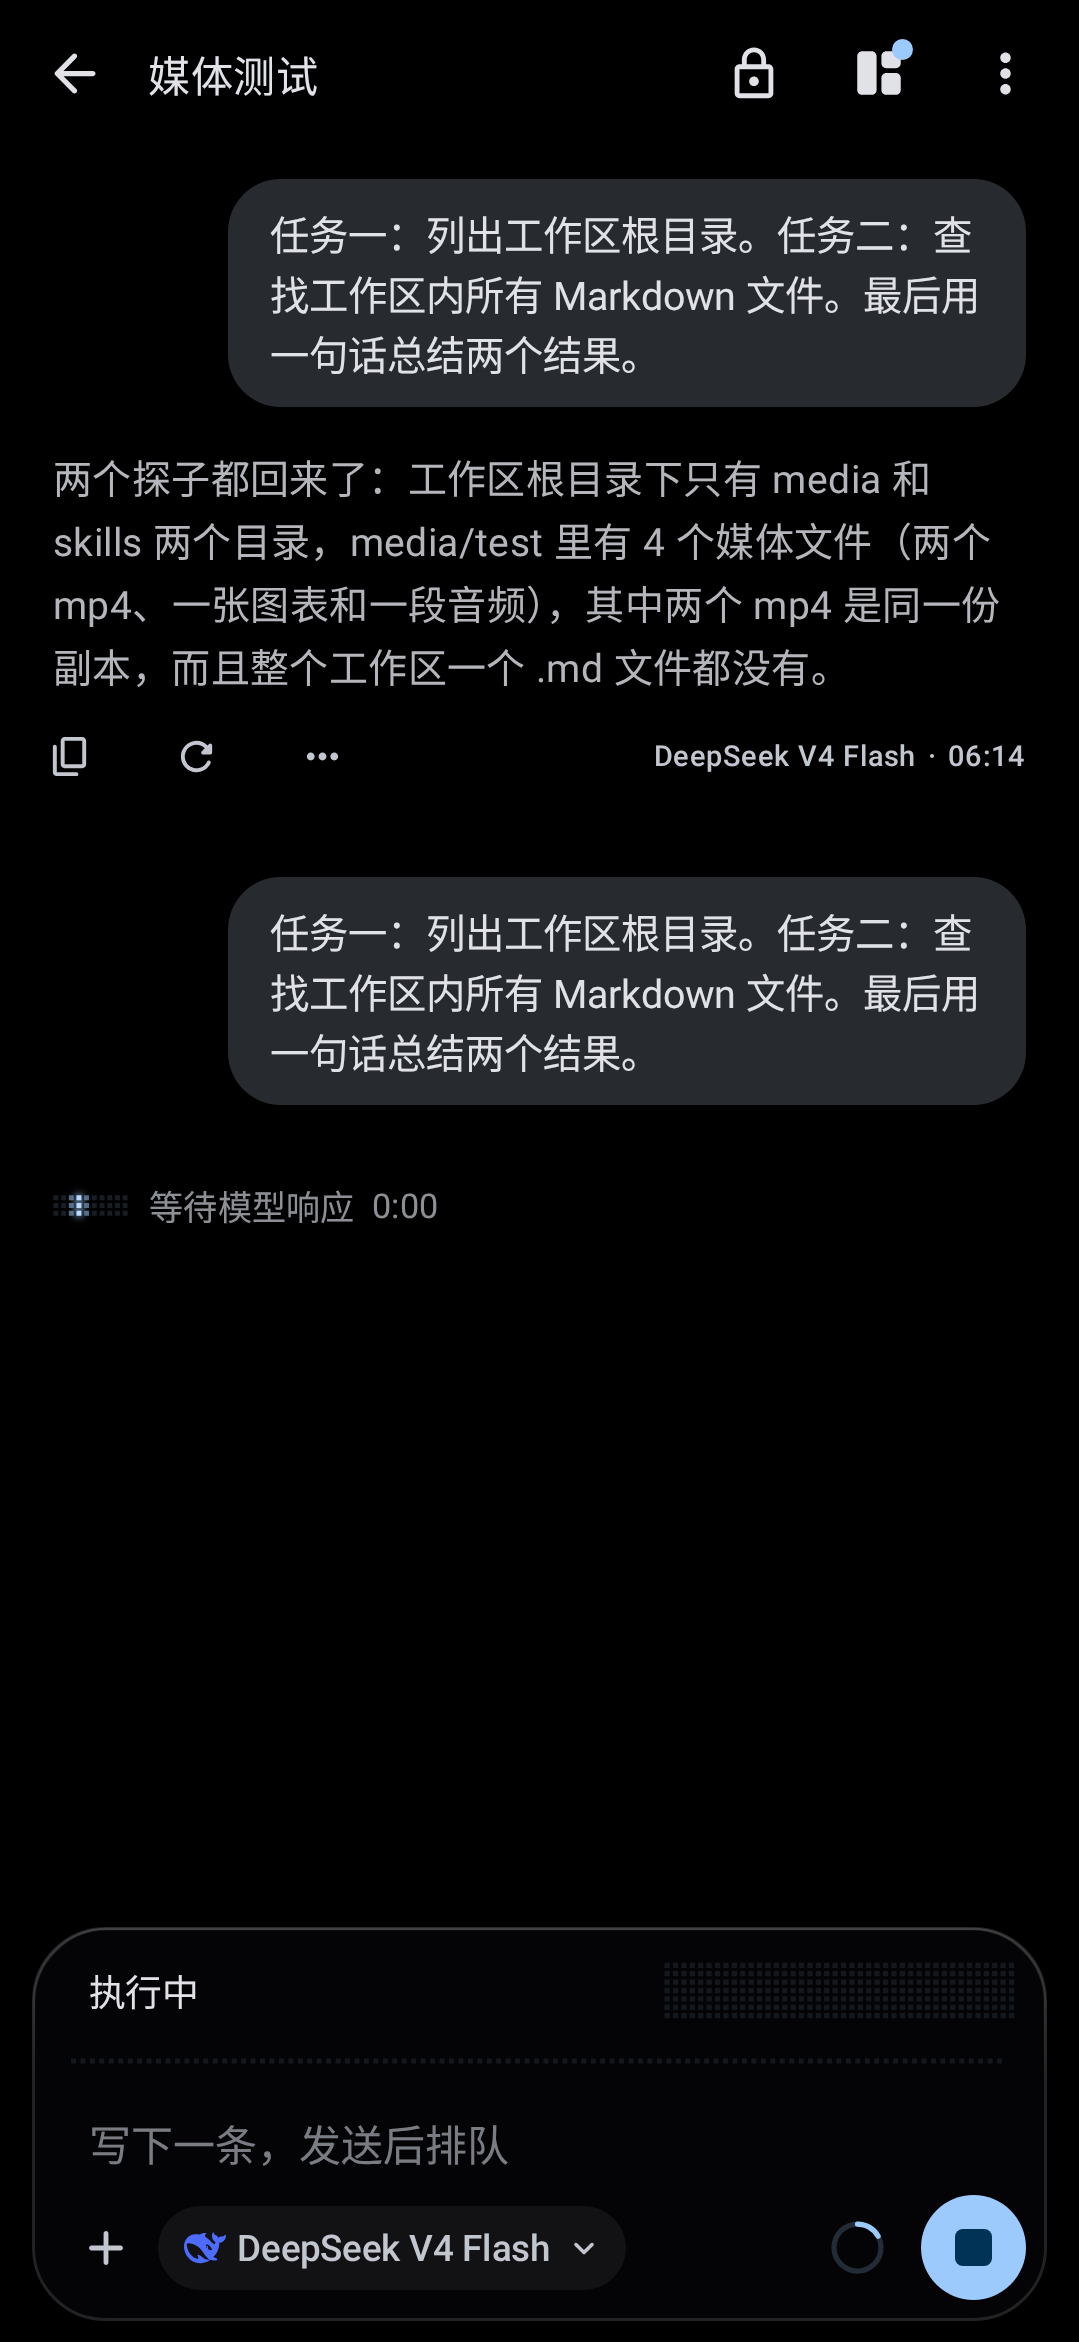 媒体测试
任务一：列出工作区根目录。任务二：查
找工作区内所有 Markdown 文件。最后用
一句话总结两个结果。
两个探子都回来了：工作区根目录下只有 media 和
skills 两个目录，media/test 里有 4 个媒体文件（两个
mp4、一张图表和一段音频），其中两个 mp4 是同一份
副本，而且整个工作区一个 .md 文件都没有。
DeepSeek V4 Flash · 06:14
任务一：列出工作区根目录。任务二：查
找工作区内所有 Markdown 文件。最后用
一句话总结两个结果。
等待模型响应 0:00
执行中
写下一条，发送后排队
DeepSeek V4 Flash